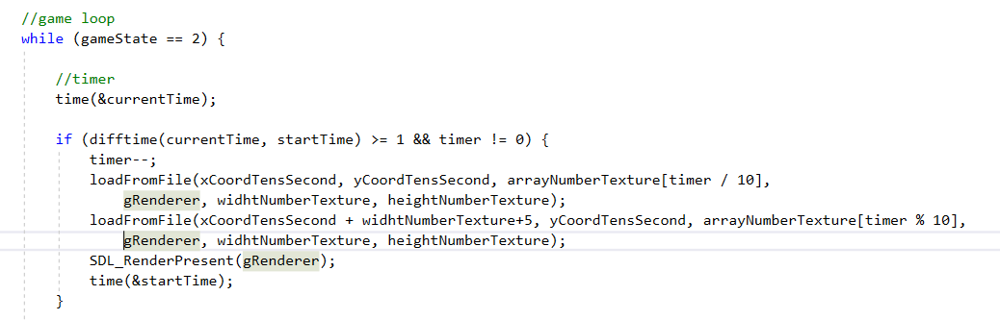 //game loop
while (gameState == 2) {
//timer
time(&currentTime);
if (difftime(currentTime, startTime) >= 1 && timer != 0) {
timer--;
loadFromFile(xCoordTensSecond, yCoordTensSecond, arrayNumberTexture[timer / 10],
gRenderer, widhtNumberTexture, heightNumberTexture);
loadFromFile(xCoordTensSecond + widhtNumberTexture+5, yCoordTensSecond, arrayNumberTexture[timer % 10],
gRenderer, widhtNumberTexture, heightNumberTexture);
SDL_RenderPresent(gRenderer);
time(&startTime);
}